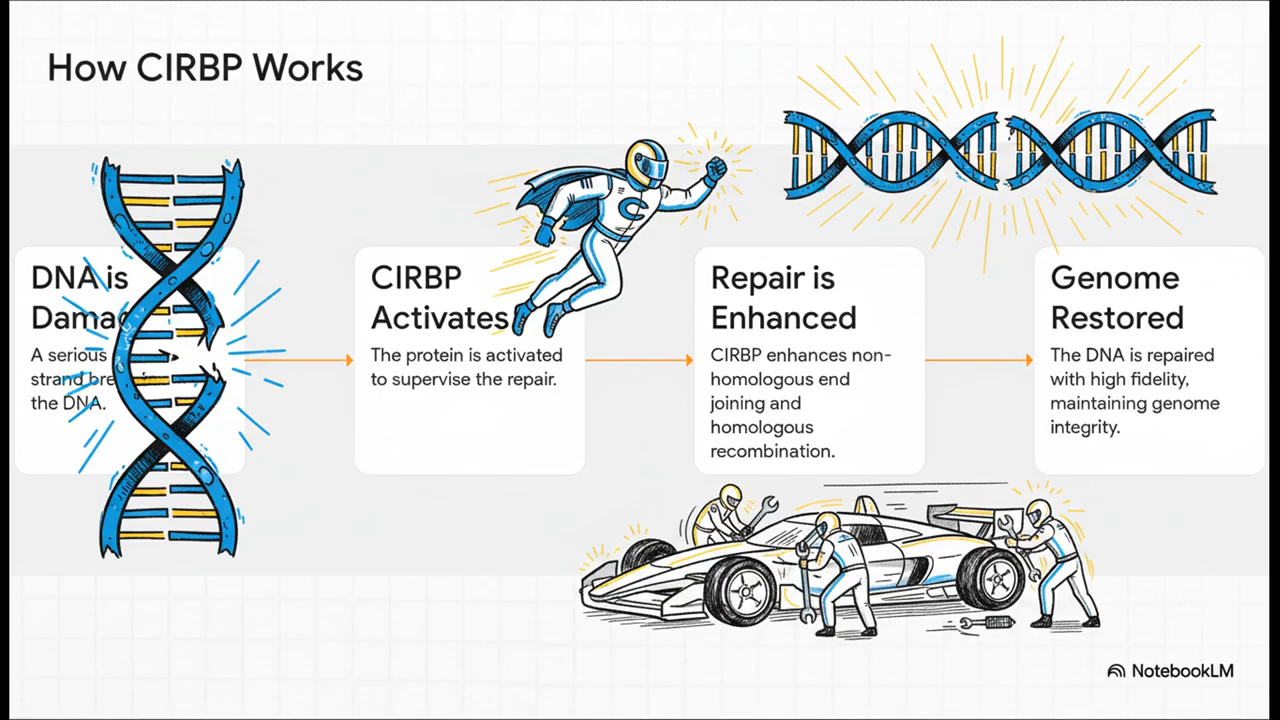 How CIRBP Works
DNA is
A serious
strand
the DNA.
CIRBP
Activates
The protein is activated
to supervise the repair.
Repair is
Enhanced
CIRBP enhances non-
homologous end
joining and
homologous
recombination.
Genome
Restored
The DNA is repaired
with high fidelity,
maintaining genome
integrity.
C
NotebookLM